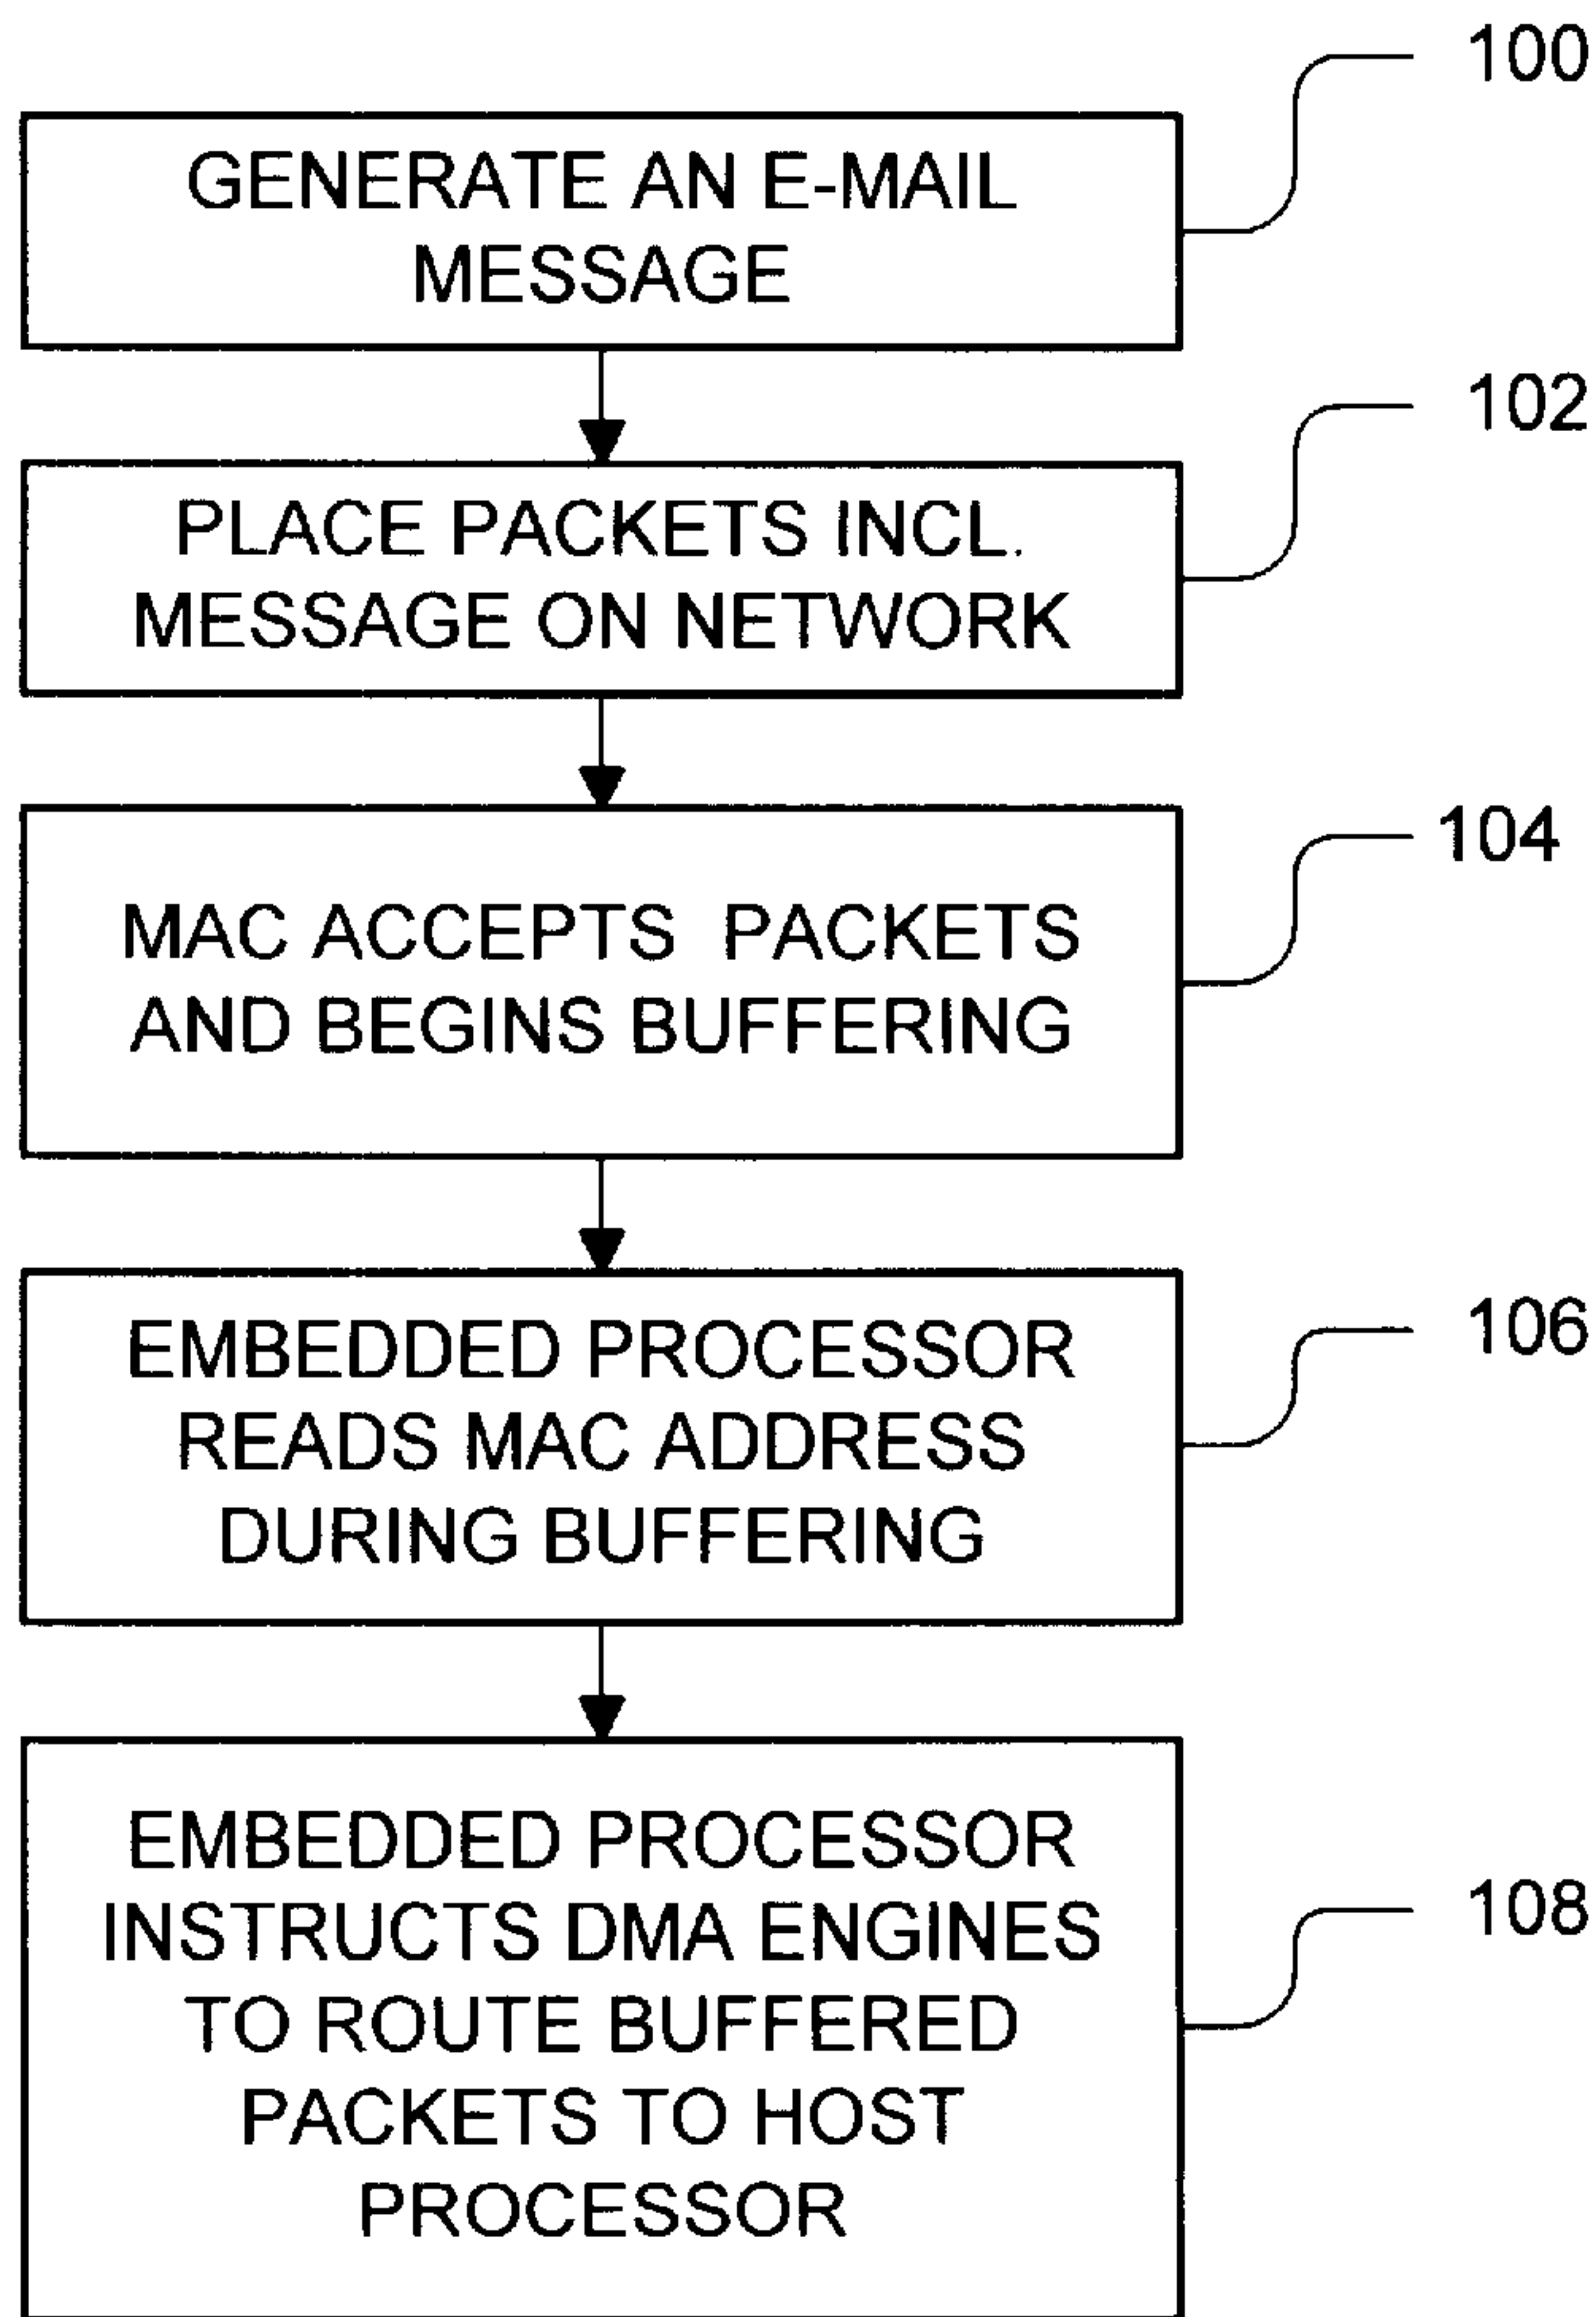 100
GENERATE AN E-MAIL
MESSAGE
102
PLACE PACKETS INCL.
MESSAGE ON NETWORK
104
MAC ACCEPTS PACKETS
AND BEGINS BUFFERING
106
EMBEDDED PROCESSOR
READS MAC ADDRESS
DURING BUFFERING
108
EMBEDDED PROCESSOR
INSTRUCTS DMA ENGINES
TO ROUTE BUFFERED
PACKETS TO HOST
PROCESSOR